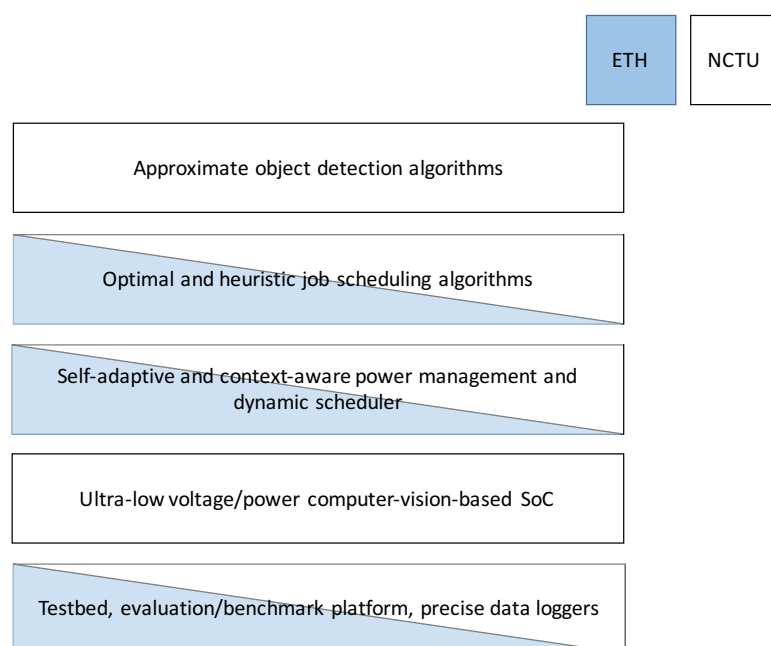 ETH NCTU
Approximate object detection algorithms
Optimal and heuristic job scheduling algorithms
Self-adaptive and context-aware power management and
dynamic scheduler
Ultra-low voltage/power computer-vision-based SoC
Testbed, evaluation/benchmark platform, precise data loggers